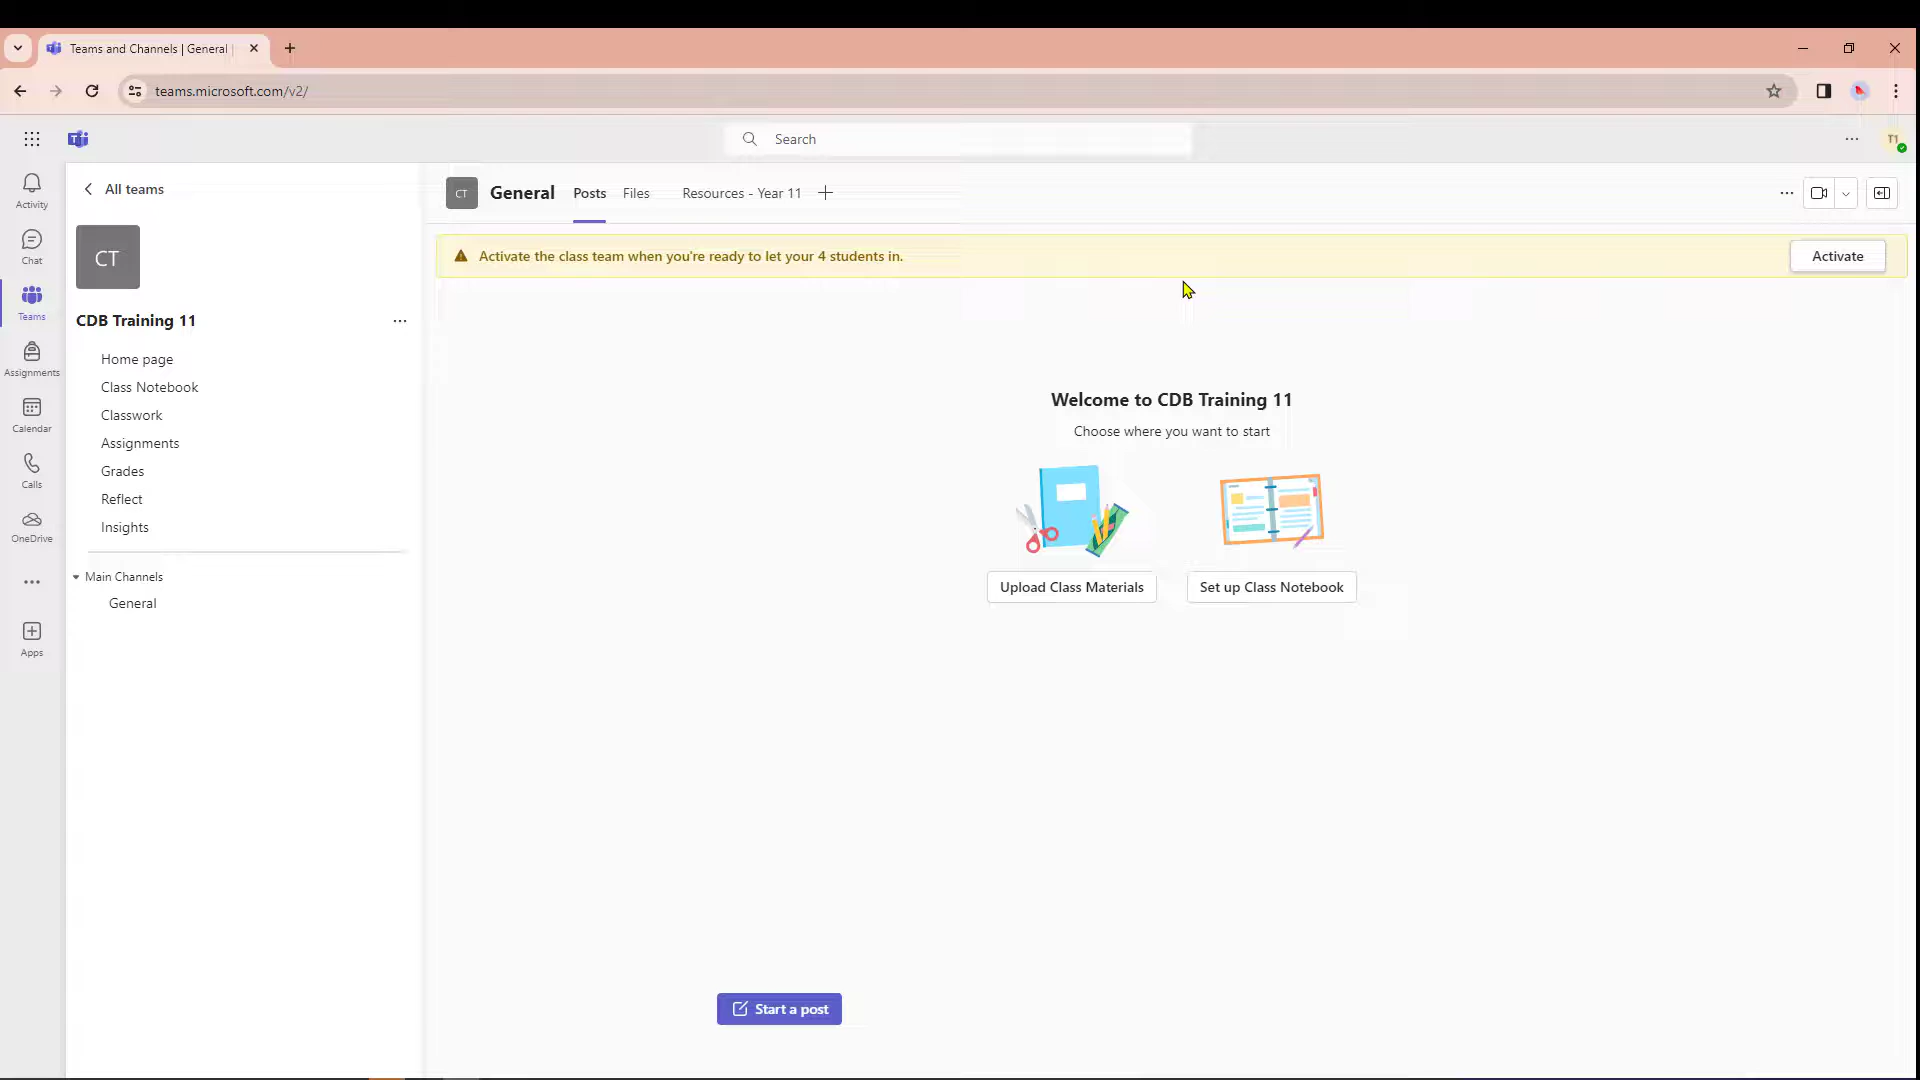 Teams and Channels | General
teams.microsoft.com/v2/
Search
T1
Activity
Chat
Teams
Assignments
Calendar
Calls
OneDrive
Apps
All teams
CT
CDB Training 11
Home page
Class Notebook
Classwork
Assignments
Grades
Reflect
Insights
Main Channels
General
CT General Posts Files Resources - Year 11
Activate the class team when you're ready to let your 4 students in. Activate
Welcome to CDB Training 11
Choose where you want to start
Upload Class Materials Set up Class Notebook
Start a post